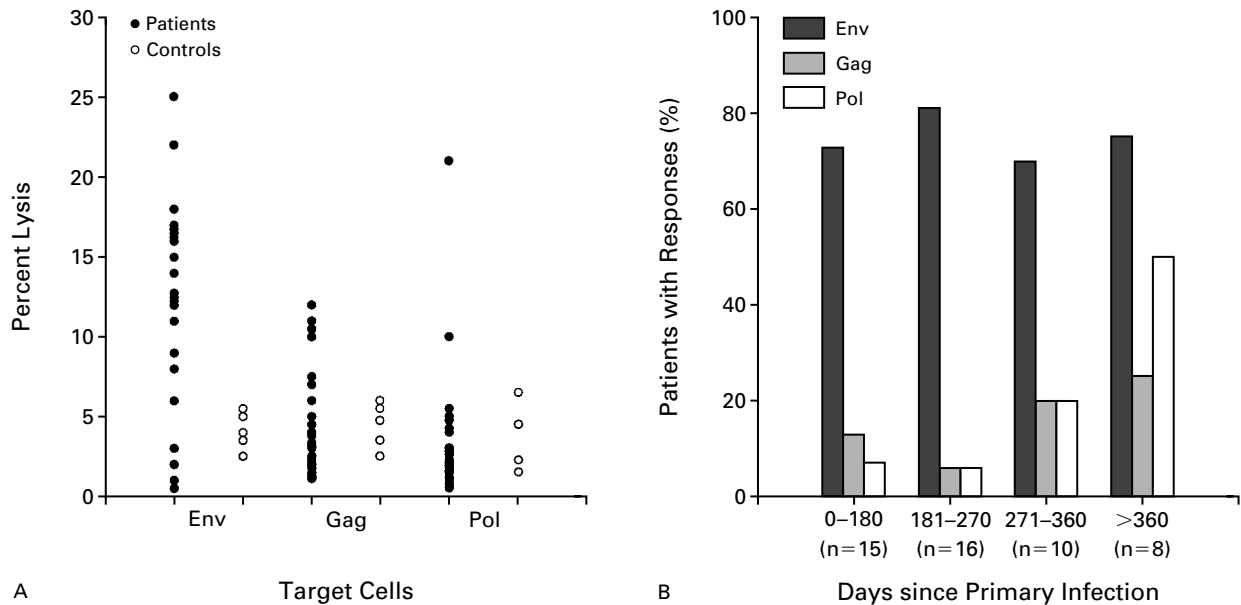 30
25
20
15
10
5
0
Percent Lysis
Patients
Controls
Env Gag Pol
A Target Cells
100
80
60
40
20
0
Patients with Responses (%)
Env
Gag
Pol
0–180 181–270 271–360 >360
(n=15) (n=16) (n=10) (n=8)
B Days since Primary Infection